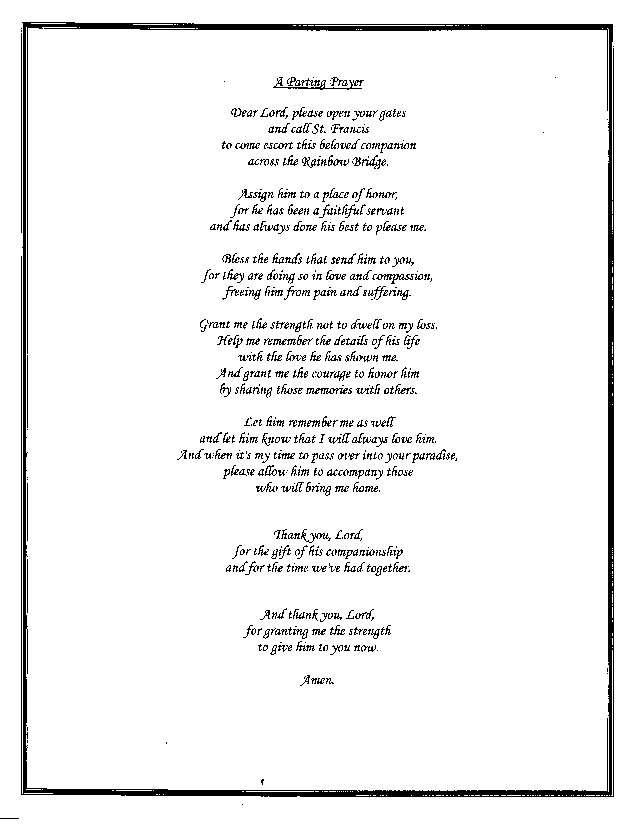 A Parting Prayer
Dear Lord, please open your gates
and call St. Francis
to come escort this beloved companion
across the Rainbow Bridge.
Assign him to a place of honor,
for he has been a faithful servant
and has always done his best to please me.
Bless the hands that send him to you,
for they are doing so in love and compassion,
freeing him from pain and suffering.
Grant me the strength not to dwell on my loss.
Help me remember the details of his life
with the love he has shown me.
And grant me the courage to honor him
by sharing those memories with others.
Let him remember me as well
and let him know that I will always love him.
And when it's my time to pass over into your paradise,
please allow him to accompany those
who will bring me home.
Thank you, Lord,
for the gift of his companionship
and for the time we've had together.
And thank you, Lord,
for granting me the strength
to give him to you now.
Amen.